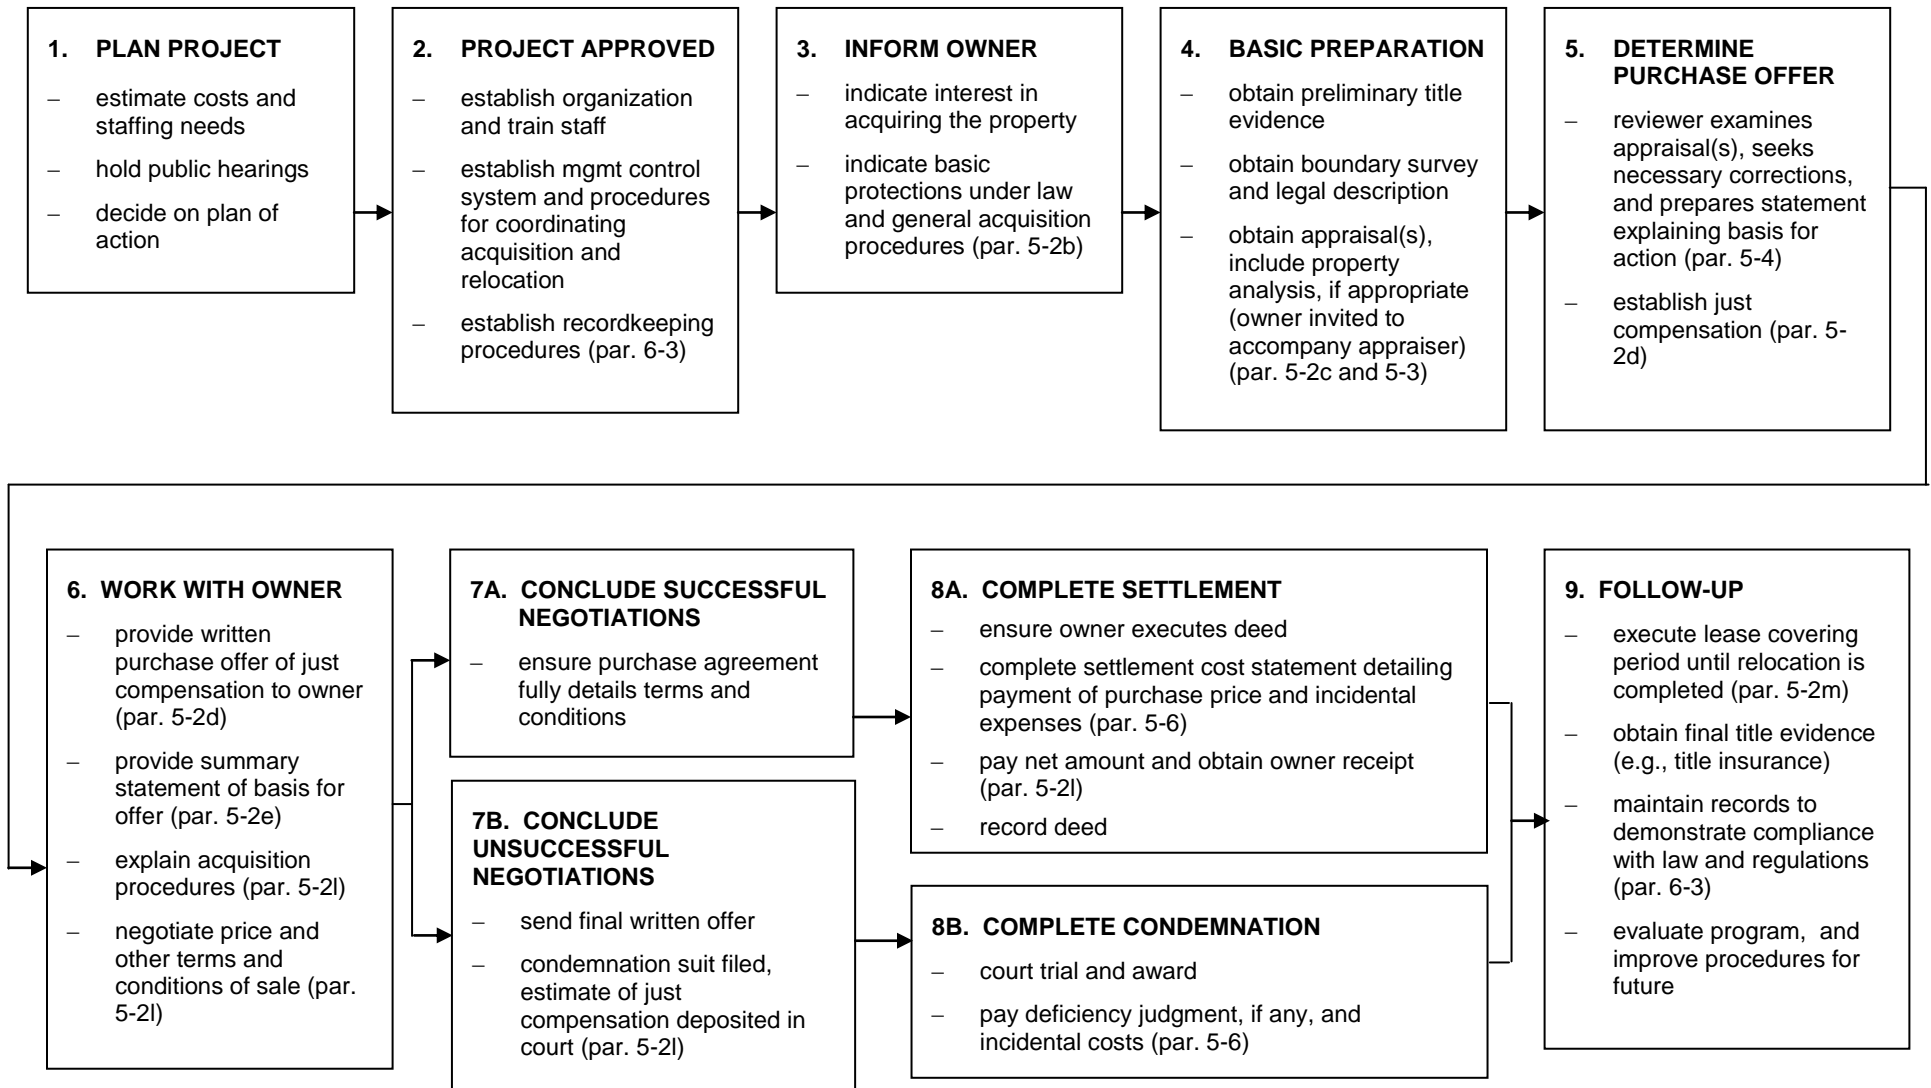 1. PLAN PROJECT
– estimate costs and
staffing needs
– hold public hearings
– decide on plan of
action
2. PROJECT APPROVED
– establish organization
and train staff
– establish mgmt control
system and procedures
for coordinating
acquisition and
relocation
– establish recordkeeping
procedures (par. 6-3)
3. INFORM OWNER
– indicate interest in
acquiring the property
– indicate basic
protections under law
and general acquisition
procedures (par. 5-2b)
4. BASIC PREPARATION
– obtain preliminary title
evidence
– obtain boundary survey
and legal description
– obtain appraisal(s),
include property
analysis, if appropriate
(owner invited to
accompany appraiser)
(par. 5-2c and 5-3)
5. DETERMINE
PURCHASE OFFER
– reviewer examines
appraisal(s), seeks
necessary corrections,
and prepares statement
explaining basis for
action (par. 5-4)
– establish just
compensation (par. 5-
2d)
6. WORK WITH OWNER
– provide written
purchase offer of just
compensation to owner
(par. 5-2d)
– provide summary
statement of basis for
offer (par. 5-2e)
– explain acquisition
procedures (par. 5-2l)
– negotiate price and
other terms and
conditions of sale (par.
5-2l)
7A. CONCLUDE SUCCESSFUL
NEGOTIATIONS
– ensure purchase agreement
fully details terms and
conditions
7B. CONCLUDE
UNSUCCESSFUL
NEGOTIATIONS
– send final written offer
– condemnation suit filed,
estimate of just
compensation deposited in
court (par. 5-2l)
8A. COMPLETE SETTLEMENT
– ensure owner executes deed
– complete settlement cost statement detailing
payment of purchase price and incidental
expenses (par. 5-6)
– pay net amount and obtain owner receipt
(par. 5-2l)
– record deed
8B. COMPLETE CONDEMNATION
– court trial and award
– pay deficiency judgment, if any, and
incidental costs (par. 5-6)
9. FOLLOW-UP
– execute lease covering
period until relocation is
completed (par. 5-2m)
– obtain final title evidence
(e.g., title insurance)
– maintain records to
demonstrate compliance
with law and regulations
(par. 6-3)
– evaluate program, and
improve procedures for
future